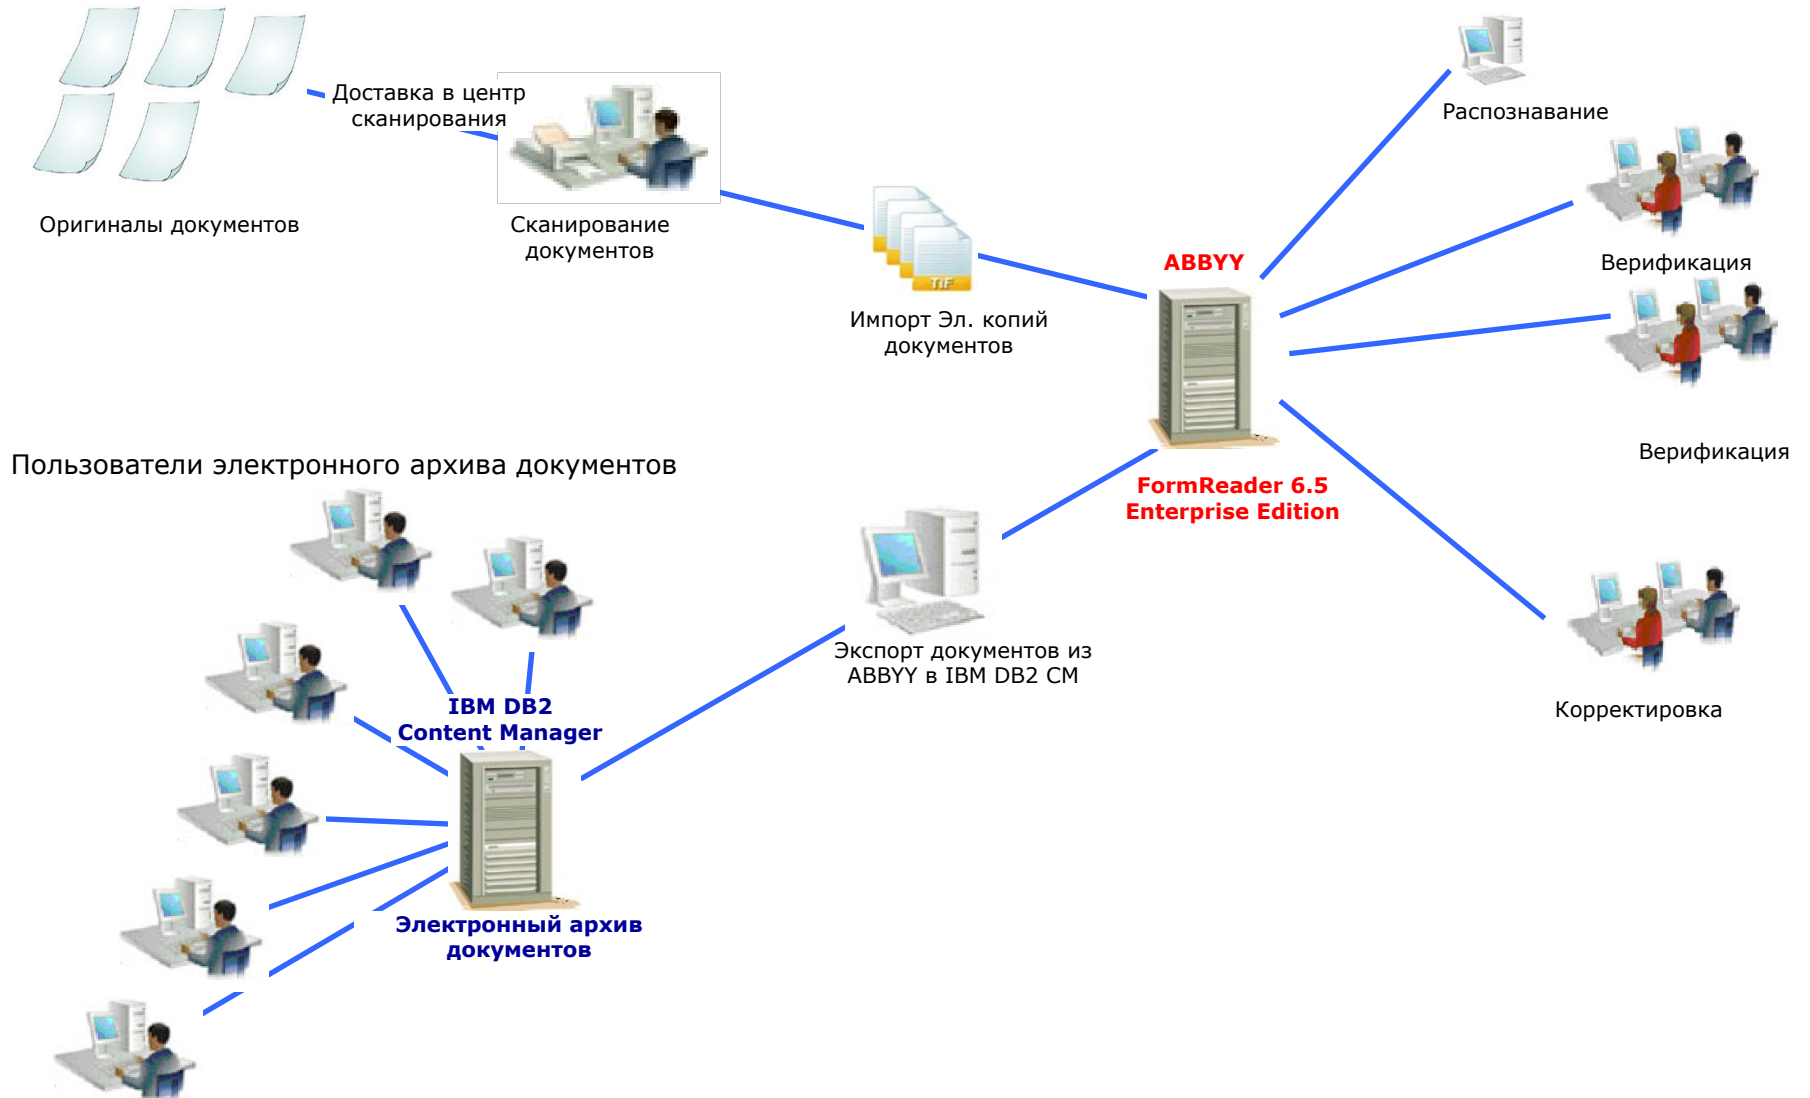 Доставка в центр
сканирования
Оригиналы документов
Сканирование
документов
TIF
Импорт Эл. копий
документов
ABBYY
FormReader 6.5
Enterprise Edition
Распознавание
Верификация
Верификация
Корректировка
Экспорт документов из
ABBYY в IBM DB2 CM
Пользователи электронного архива документов
IBM DB2
Content Manager
Электронный архив
документов